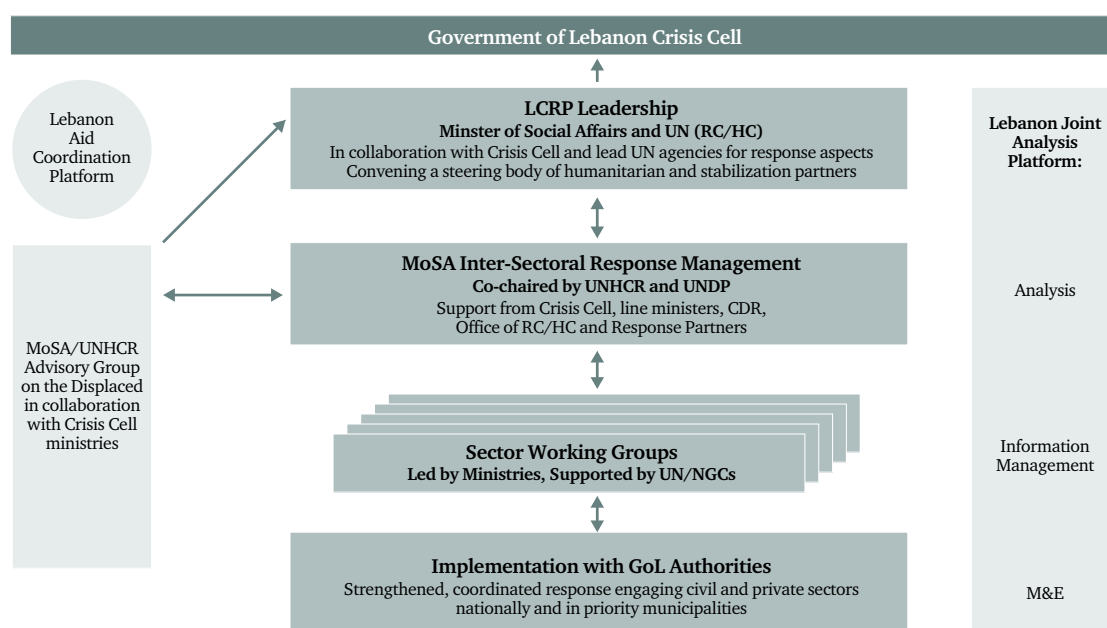 Government of Lebanon Crisis Cell
Lebanon
Aid
Coordination
Platform
LCRP Leadership
Minster of Social Affairs and UN (RC/HC)
In collaboration with Crisis Cell and lead UN agencies for response aspects
Convening a steering body of humanitarian and stabilization partners
MoSA Inter-Sectoral Response Management
Co-chaired by UNHCR and UNDP
Support from Crisis Cell, line ministers, CDR,
Office of RC/HC and Response Partners
MoSA/UNHCR
Advisory Group
on the Displaced
in collaboration
with Crisis Cell
ministries
Sector Working Groups
Led by Ministries, Supported by UN/NGCs
Implementation with GoL Authorities
Strengthened, coordinated response engaging civil and private sectors
nationally and in priority municipalities
Lebanon Joint
Analysis
Platform:
Analysis
Information
Management
M&E